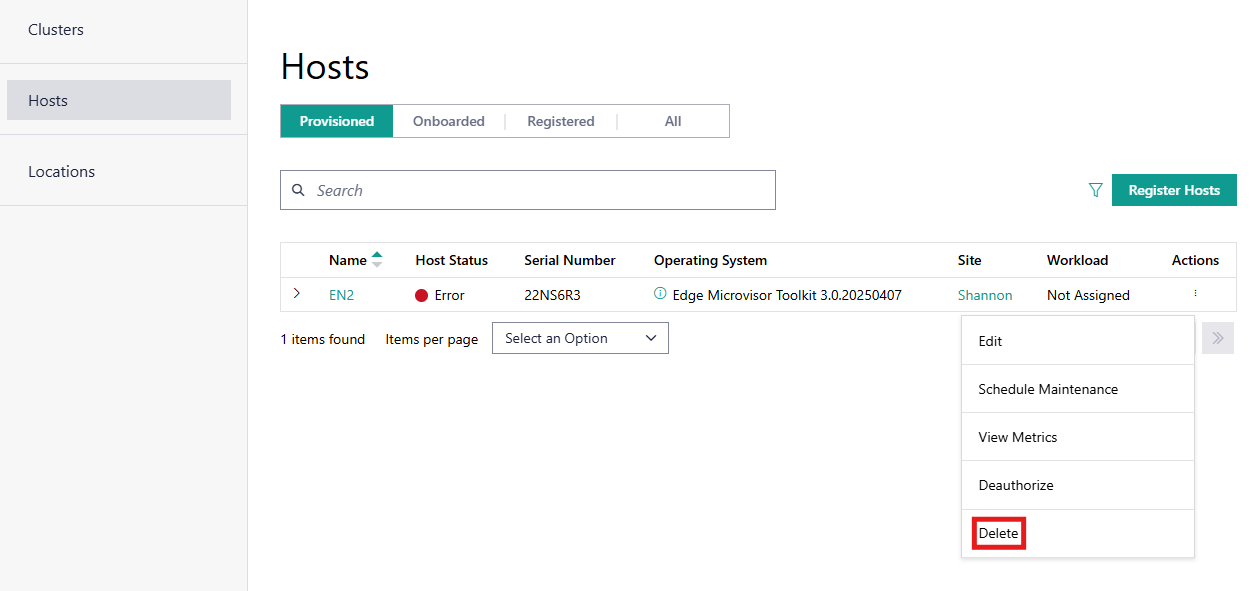 Clusters
Hosts
Locations
Hosts
Provisioned Onboarded Registered All
Search
Register Hosts
Name Host Status Serial Number Operating System Site Workload Actions
EN2 Error 22NS6R3 Edge Microvisor Toolkit 3.0.20250407 Shannon Not Assigned
1 items found Items per page Select an Option
Edit
Schedule Maintenance
View Metrics
Deauthorize
Delete